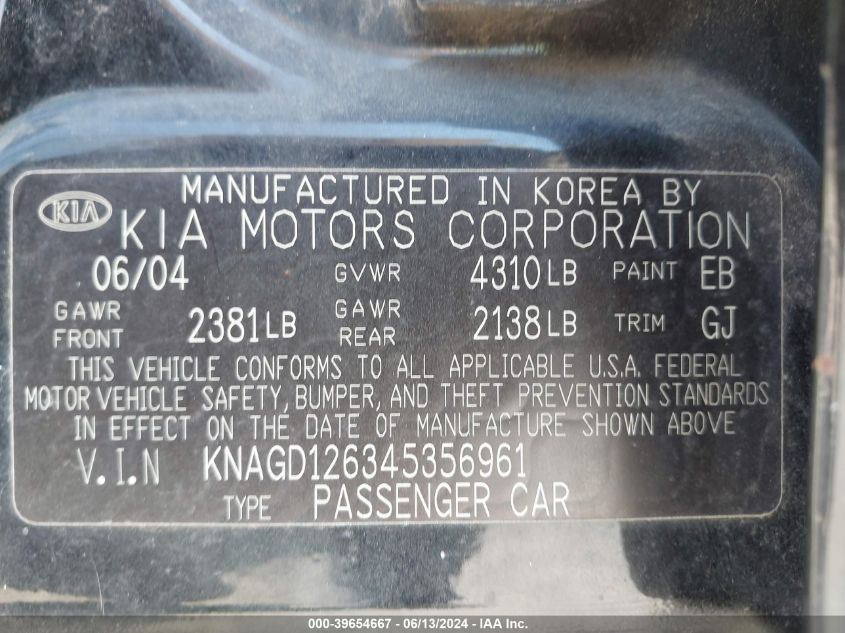 MANUFACTURED IN KOREA BY
KIA KIA MOTORS CORPORATION
06/04 GVWR 4310LB PAINT EB
GAWR FRONT 2381LB GAWR REAR 2138LB TRIM GJ
THIS VEHICLE CONFORMS TO ALL APPLICABLE U.S.A. FEDERAL
MOTOR VEHICLE SAFETY, BUMPER, AND THEFT PREVENTION STANDARDS
IN EFFECT ON THE DATE OF MANUFACTURE SHOWN ABOVE
V.I.N KNAGD126345356961
TYPE PASSENGER CAR
000-39654667 - 06/13/2024 - IAA Inc.